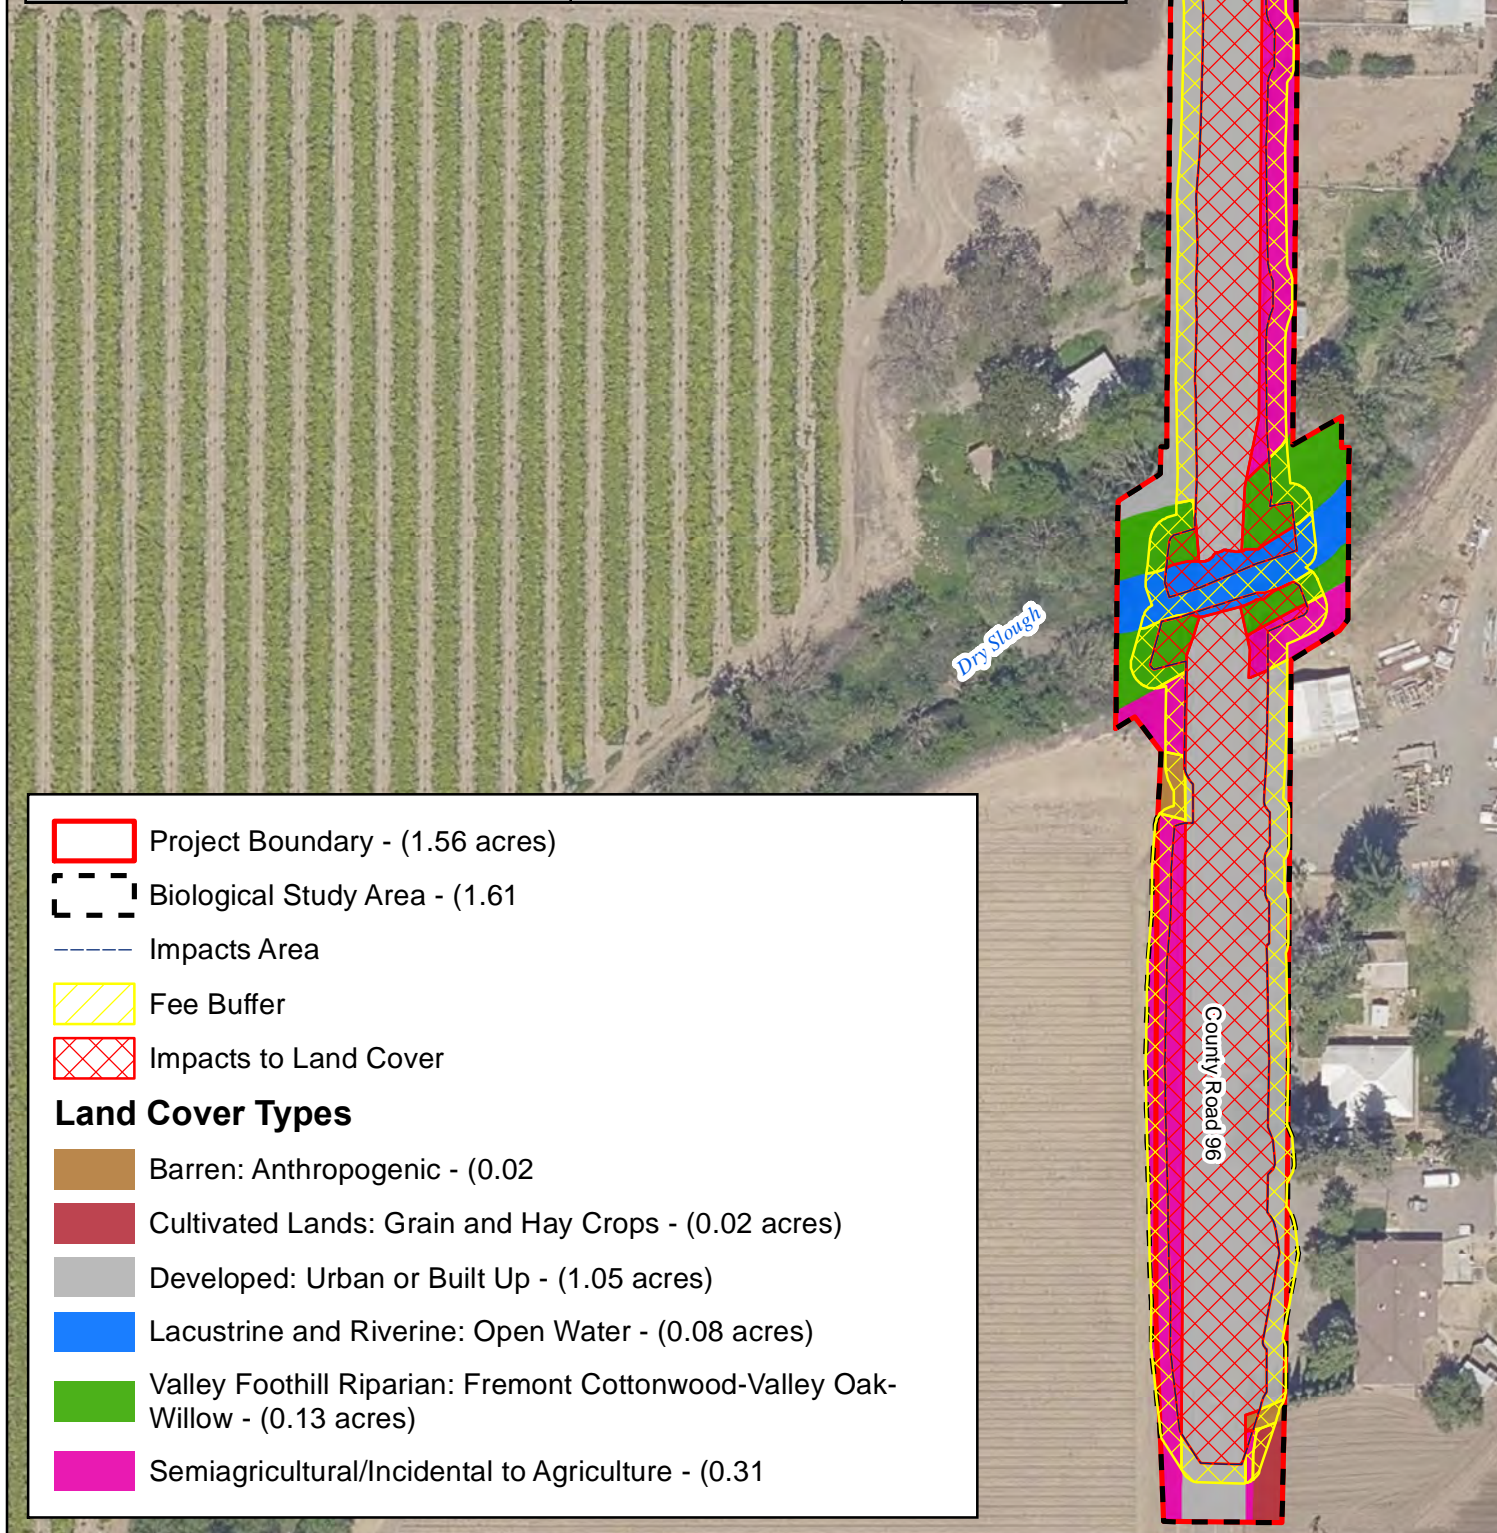 Dry Slough
County Road 96
Project Boundary - (1.56 acres)
Biological Study Area - (1.61
Impacts Area
Fee Buffer
Impacts to Land Cover
Land Cover Types
Barren: Anthropogenic - (0.02
Cultivated Lands: Grain and Hay Crops - (0.02 acres)
Developed: Urban or Built Up - (1.05 acres)
Lacustrine and Riverine: Open Water - (0.08 acres)
Valley Foothill Riparian: Fremont Cottonwood-Valley Oak-
Willow - (0.13 acres)
Semiagricultural/Incidental to Agriculture - (0.31